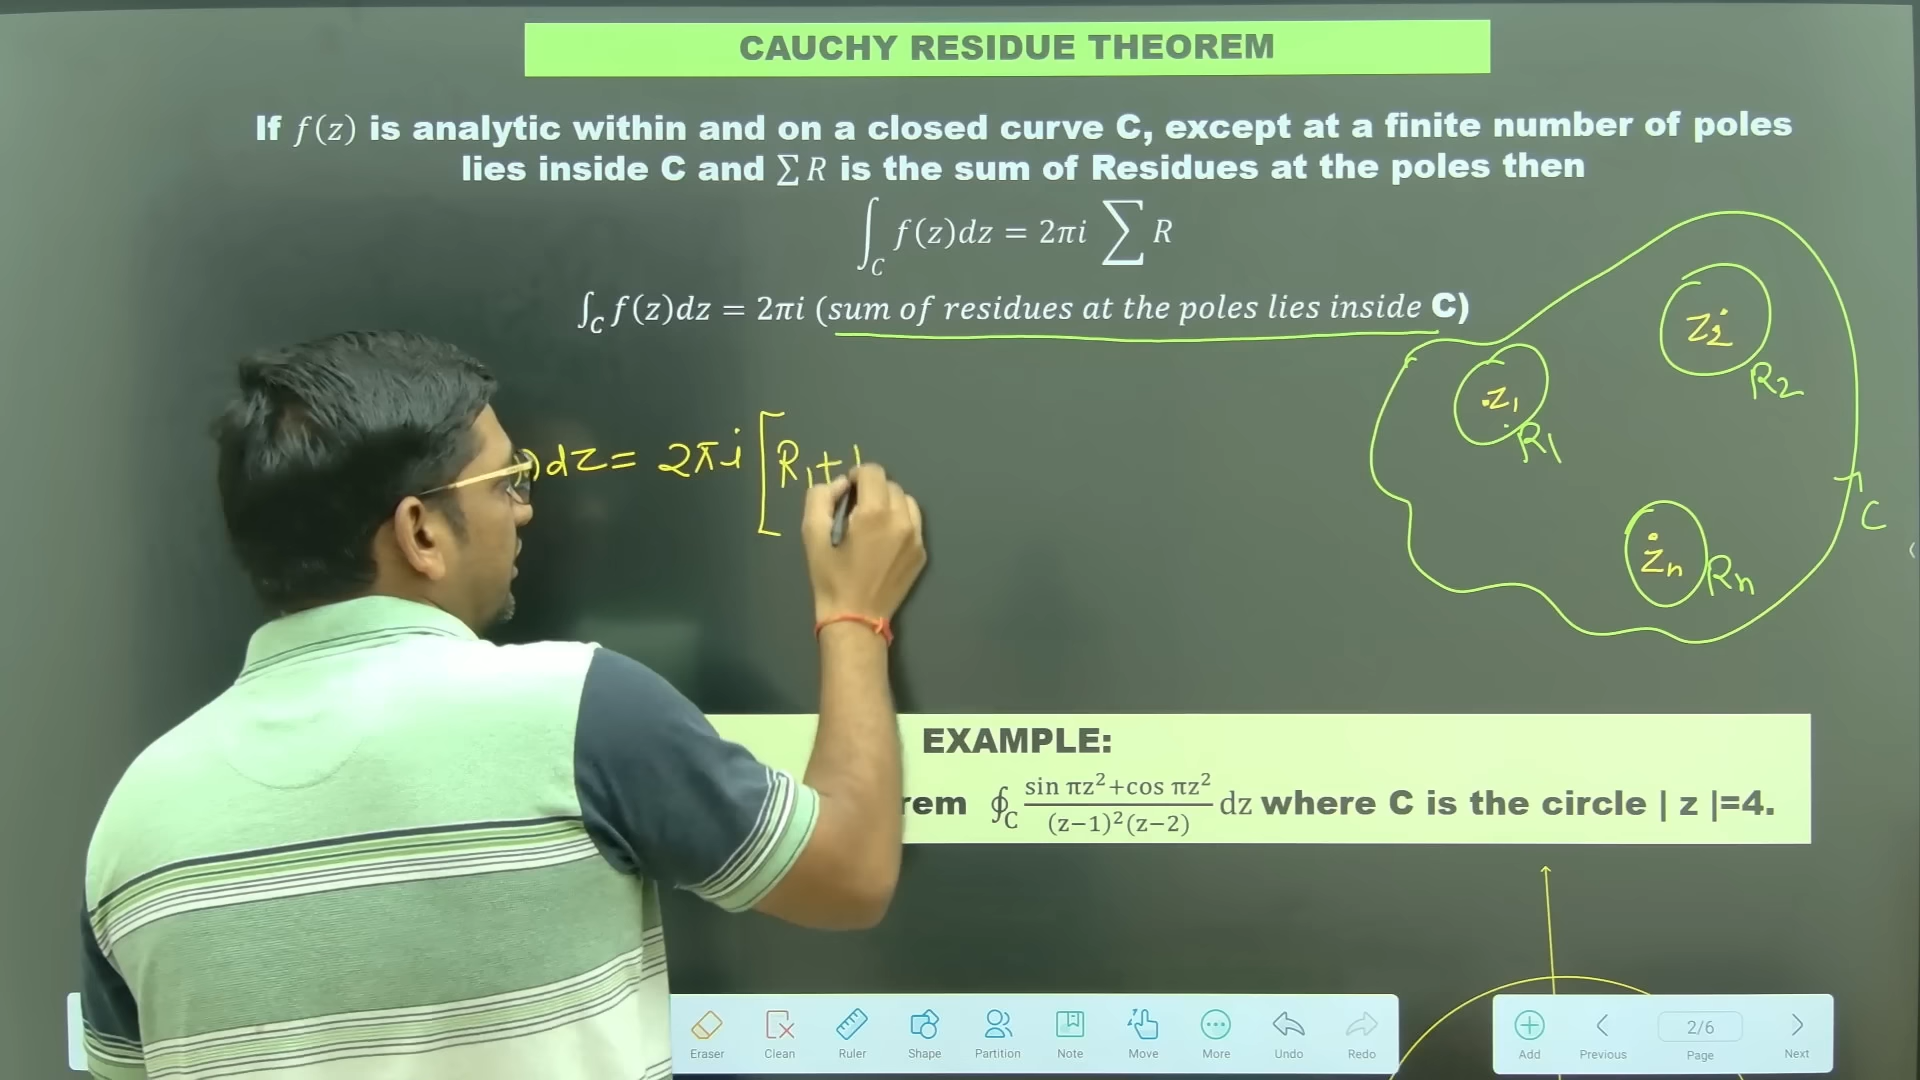 CAUCHY RESIDUE THEOREM
If f(z) is analytic within and on a closed curve C, except at a finite number of poles
lies inside C and ∑ R is the sum of Residues at the poles then
∫_C f(z)dz = 2πi ∑ R
∫_C f(z)dz = 2πi (sum of residues at the poles lies inside C)
z₂
R₂
z₁
R₁
) dz = 2πi [R₁+
C
zₙ
Rₙ
EXAMPLE:
rem ∮_C (sin πz²+cos πz²)/((z−1)²(z−2)) dz where C is the circle | z |=4.
Eraser Clean Ruler Shape Partition Note Move More Undo Redo
Add Previous 2/6 Page Next